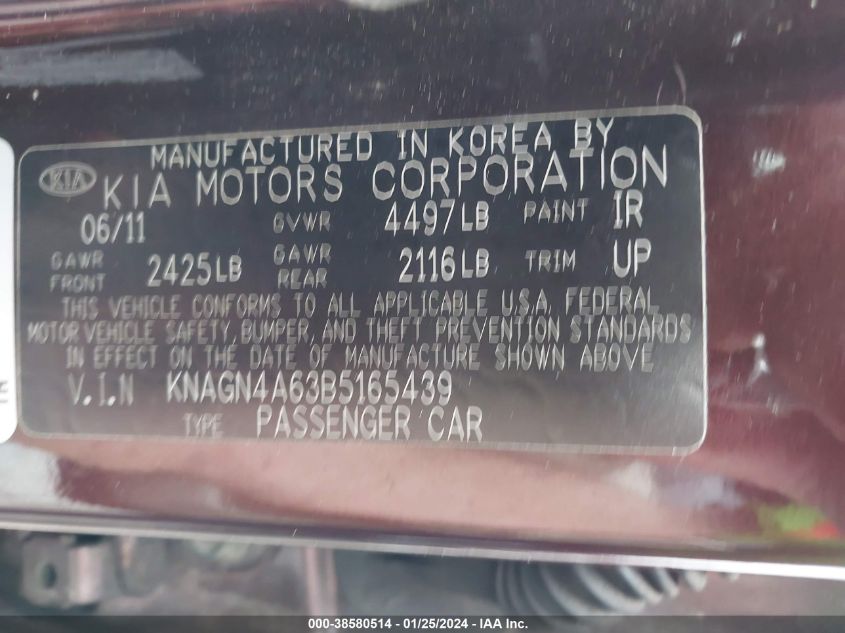 MANUFACTURED IN KOREA BY
KIA KIA MOTORS CORPORATION
06/11 GVWR 4497LB PAINT IR
GAWR FRONT 2425LB GAWR REAR 2116LB TRIM UP
THIS VEHICLE CONFORMS TO ALL APPLICABLE U.S.A. FEDERAL
MOTOR VEHICLE SAFETY, BUMPER, AND THEFT PREVENTION STANDARDS
IN EFFECT ON THE DATE OF MANUFACTURE SHOWN ABOVE
V.I.N KNAGN4A63B5165439
TYPE PASSENGER CAR
000-38580514 - 01/25/2024 - IAA Inc.